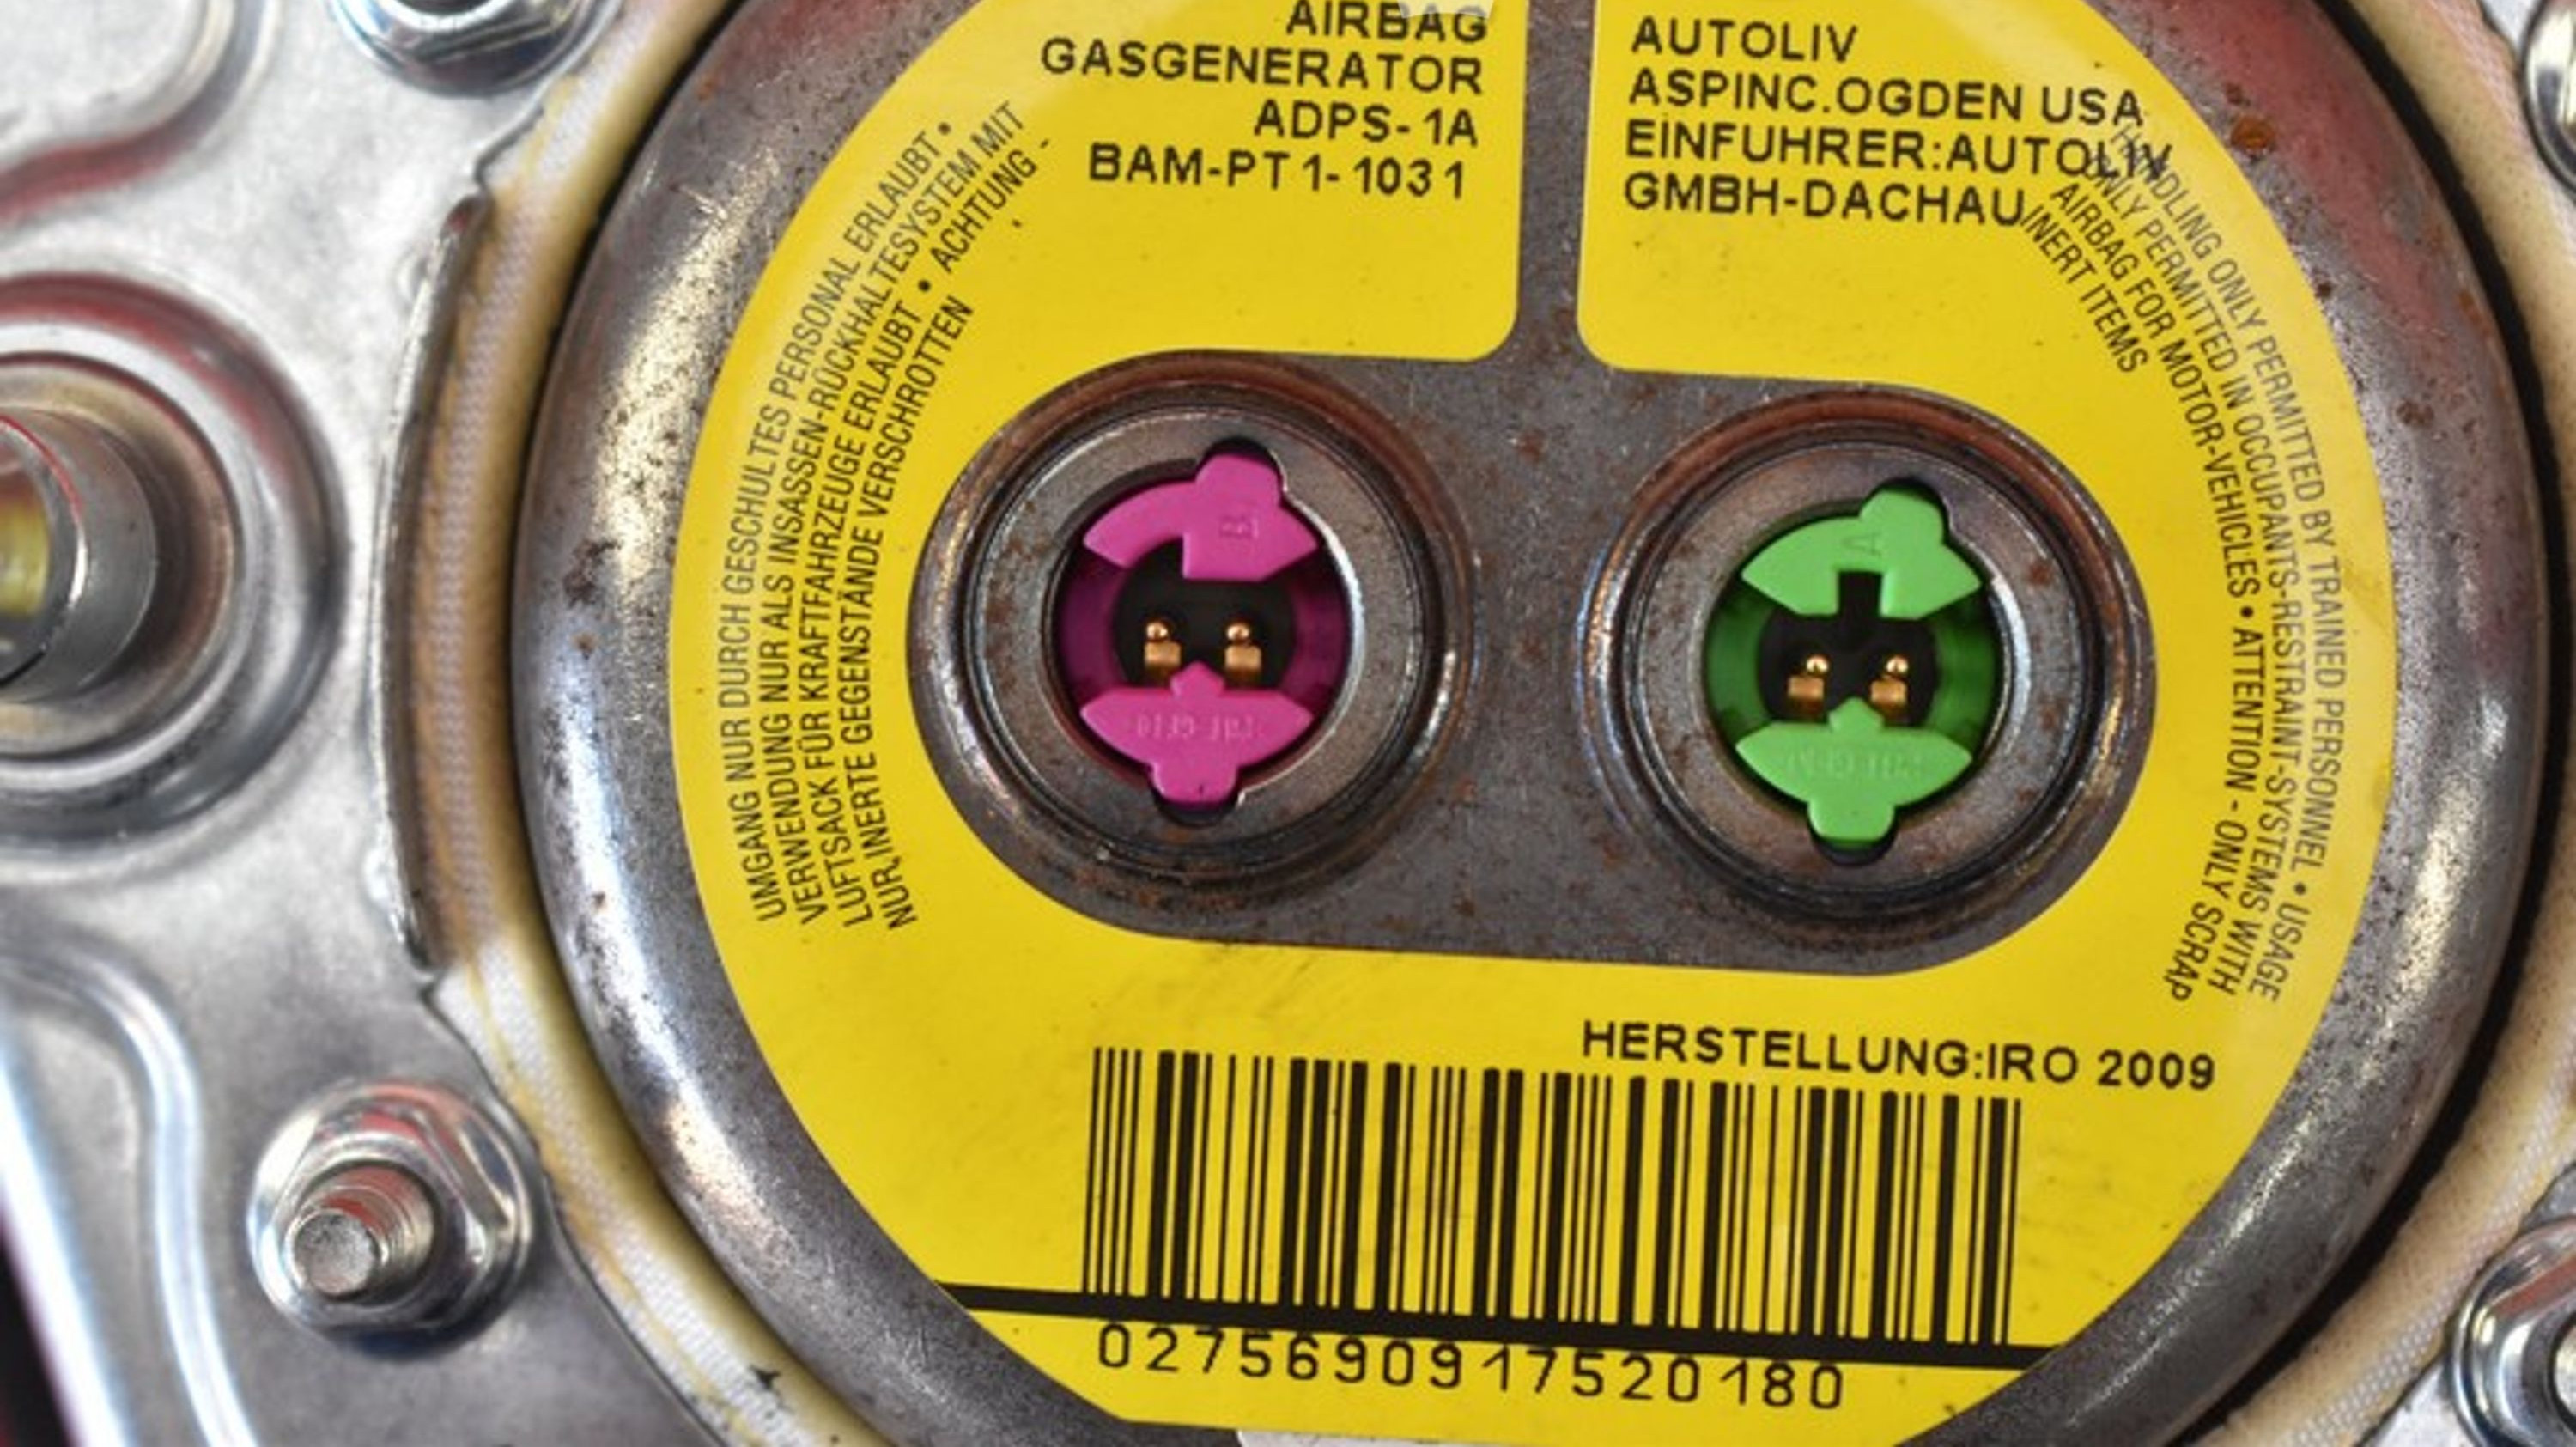 AIRBAG
GASGENERATOR
ADPS-1A
BAM-PT1-1031
AUTOLIV
ASPINC.OGDEN USA
EINFUHRER:AUTOLIV
GMBH-DACHAU
UMGANG NUR DURCH GESCHULTES PERSONAL ERLAUBT •
VERWENDUNG NUR ALS INSASSEN-RÜCKHALTESYSTEM MIT
LUFTSACK FÜR KRAFTFAHRZEUGE ERLAUBT • ACHTUNG -
NUR INERTE GEGENSTÄNDE VERSCHROTTEN
HANDLING ONLY PERMITTED BY TRAINED PERSONNEL • USAGE
ONLY PERMITTED IN OCCUPANTS-RESTRAINT-SYSTEMS WITH
AIRBAG FOR MOTOR-VEHICLES • ATTENTION - ONLY SCRAP
INERT ITEMS
B
A
HERSTELLUNG:IRO 2009
0275690917520180